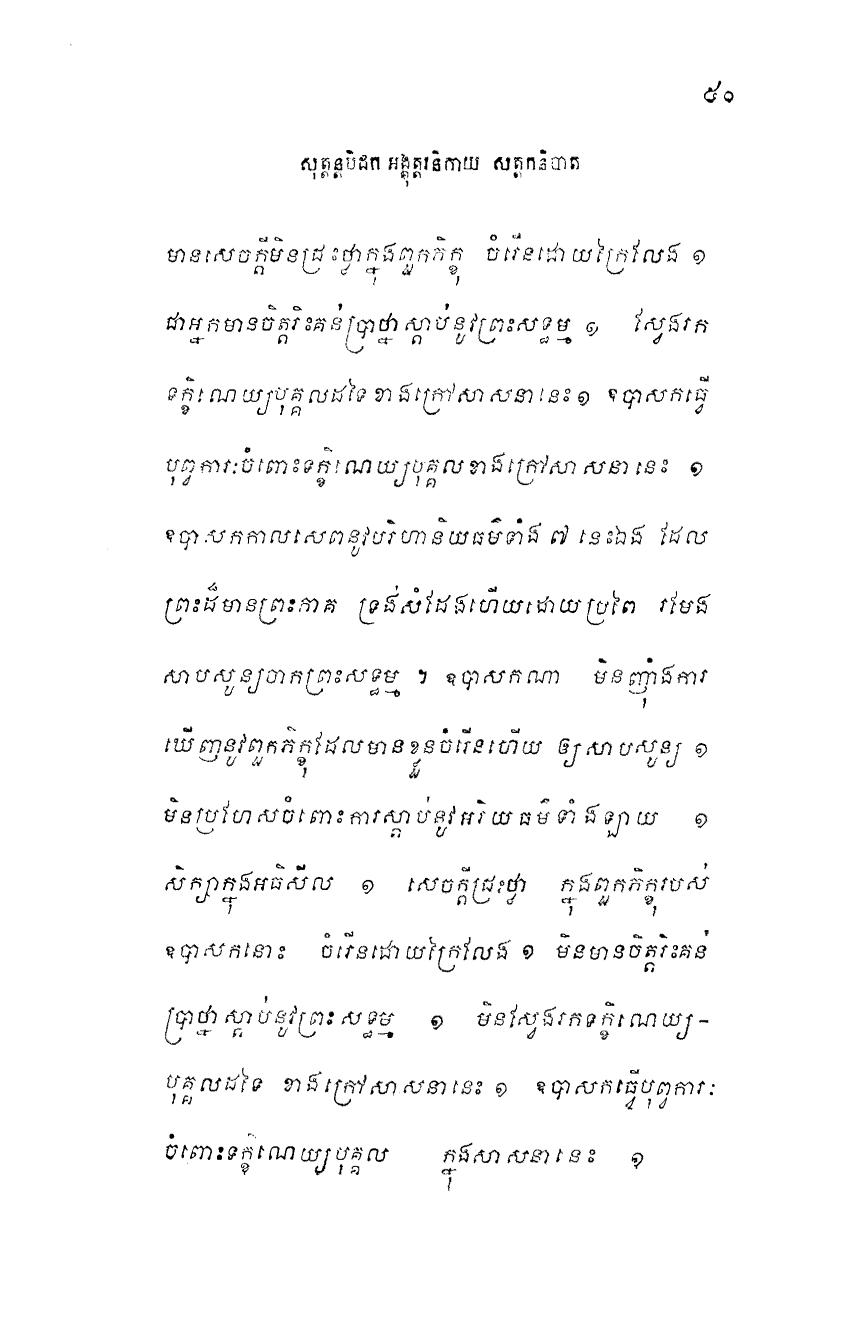 ៥០
សុត្តន្តបិដក អង្គុត្តរនិកាយ សត្តកនិបាត
មានសេចក្តីមិនជ្រះថ្លាក្នុងពួកភិក្ខុ ចំរើនដោយក្រៃលែង ១
ជាអ្នកមានចិត្តរិះគន់ប្រាថ្នាស្តាប់នូវព្រះសទ្ធម្ម ១ ស្វែងរក
ទក្ខិណេយ្យបុគ្គលដទៃខាងក្រៅសាសនានេះ ១ ឧបាសកធ្វើ
បុព្វការៈចំពោះទក្ខិណេយ្យបុគ្គលខាងក្រៅសាសនានេះ ១
ឧបាសកកាលសេពនូវបរិហានិយធម៌ទាំង ៧ នេះឯង ដែល
ព្រះដ៏មានព្រះភាគ ទ្រង់សំដែងហើយដោយប្រពៃ រមែង
សាបសូន្យចាកព្រះសទ្ធម្ម ។ ឧបាសកណា មិនញ៉ាំងការ
ឃើញនូវពួកភិក្ខុដែលមានខ្លួនចំរើនហើយ ឲ្យសាបសូន្យ ១
មិនប្រហែសចំពោះការស្តាប់នូវអរិយធម៌ទាំងឡាយ ១
សិក្សាក្នុងអធិសីល ១ សេចក្តីជ្រះថ្លា ក្នុងពួកភិក្ខុរបស់
ឧបាសកនោះ ចំរើនដោយក្រៃលែង ១ មិនមានចិត្តរិះគន់
ប្រាថ្នាស្តាប់នូវព្រះសទ្ធម្ម ១ មិនស្វែងរកទក្ខិណេយ្យ-
បុគ្គលដទៃ ខាងក្រៅសាសនានេះ ១ ឧបាសកធ្វើបុព្វការៈ
ចំពោះទក្ខិណេយ្យបុគ្គល ក្នុងសាសនានេះ ១